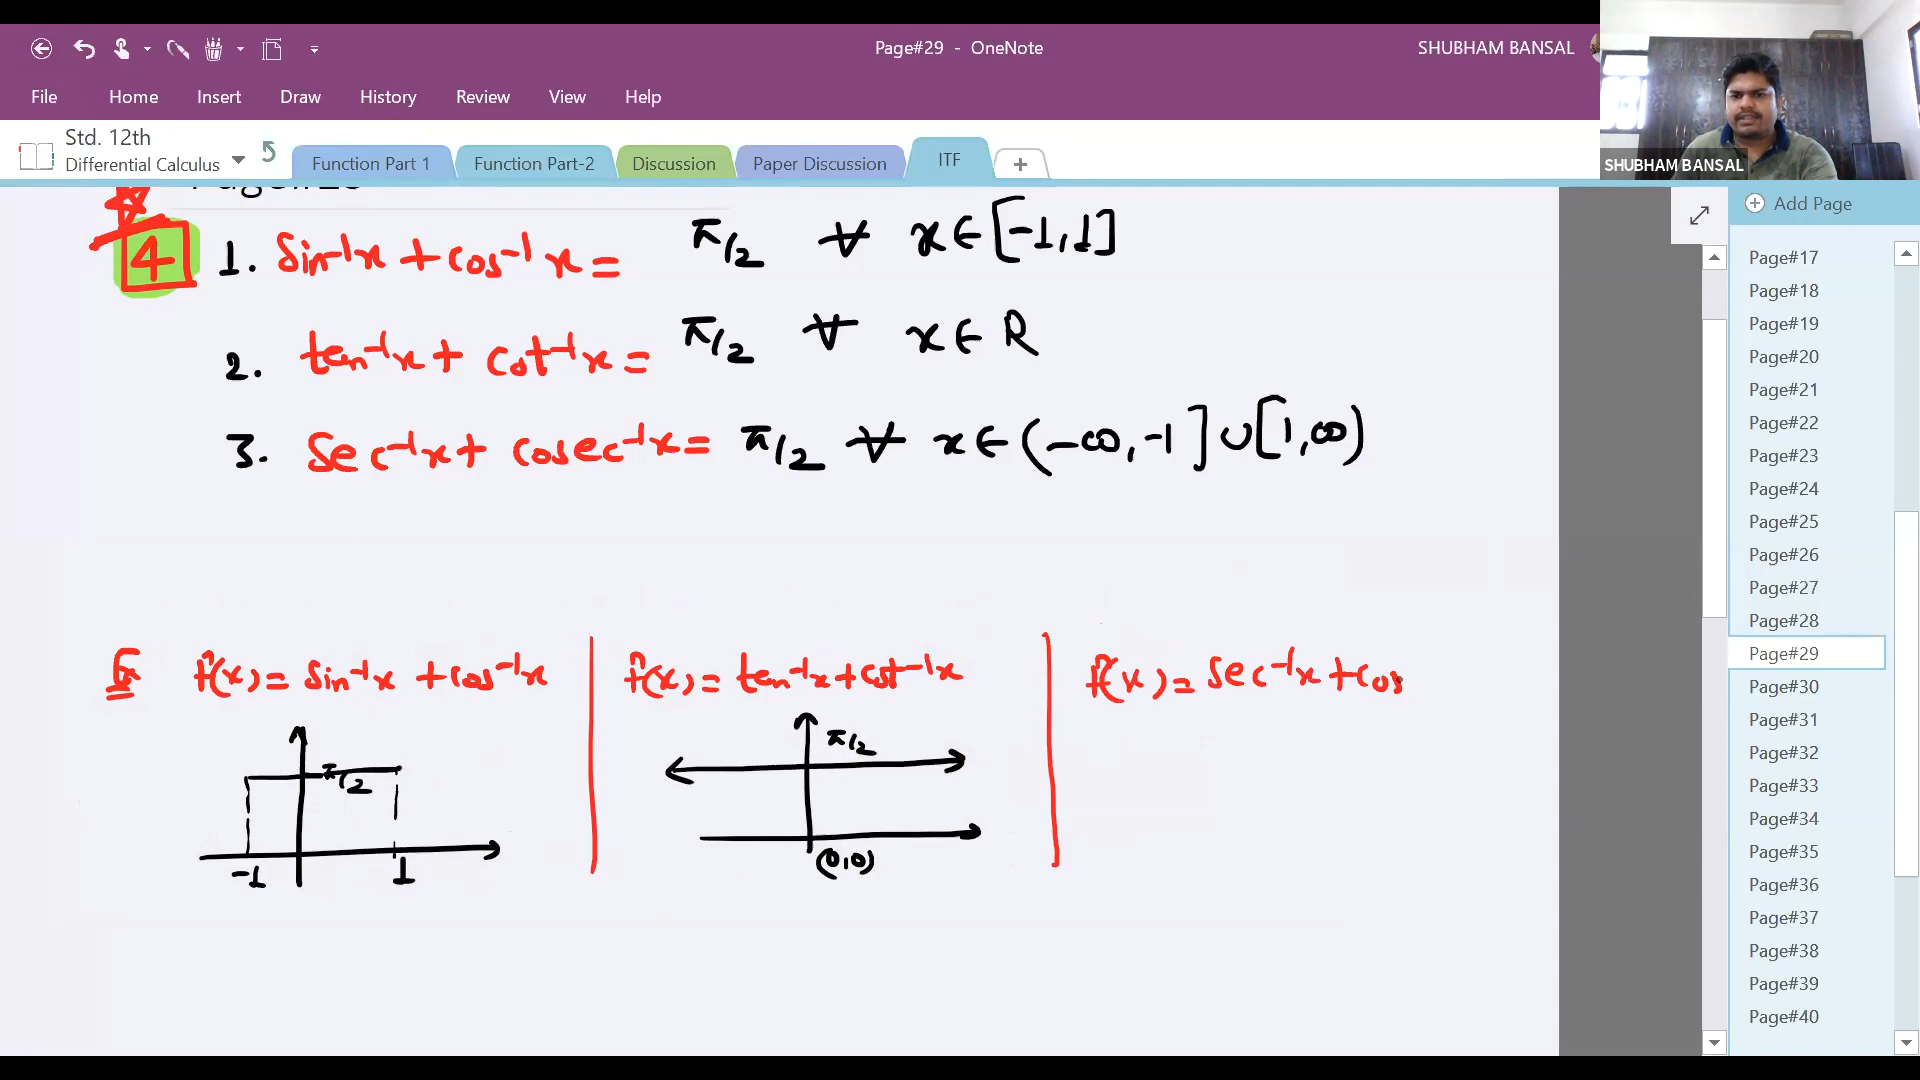 Page#29 - OneNote
SHUBHAM BANSAL
File Home Insert Draw History Review View Help
Std. 12th
Differential Calculus
Function Part 1
Function Part-2
Discussion
Paper Discussion
ITF
+
SHUBHAM BANSAL
4
1. Sin⁻¹x + cos⁻¹x = π/2 ∀ x ∈ [-1,1]
2. tan⁻¹x + cot⁻¹x = π/2 ∀ x ∈ R
3. Sec⁻¹x + cosec⁻¹x = π/2 ∀ x ∈ (-∞,-1] ∪ [1,∞)
f(x) = sin⁻¹x + cos⁻¹x
π/2
-1
1
f(x) = tan⁻¹x + cot⁻¹x
π/2
(0,0)
f(x) = sec⁻¹x + cos
Add Page
Page#17
Page#18
Page#19
Page#20
Page#21
Page#22
Page#23
Page#24
Page#25
Page#26
Page#27
Page#28
Page#29
Page#30
Page#31
Page#32
Page#33
Page#34
Page#35
Page#36
Page#37
Page#38
Page#39
Page#40